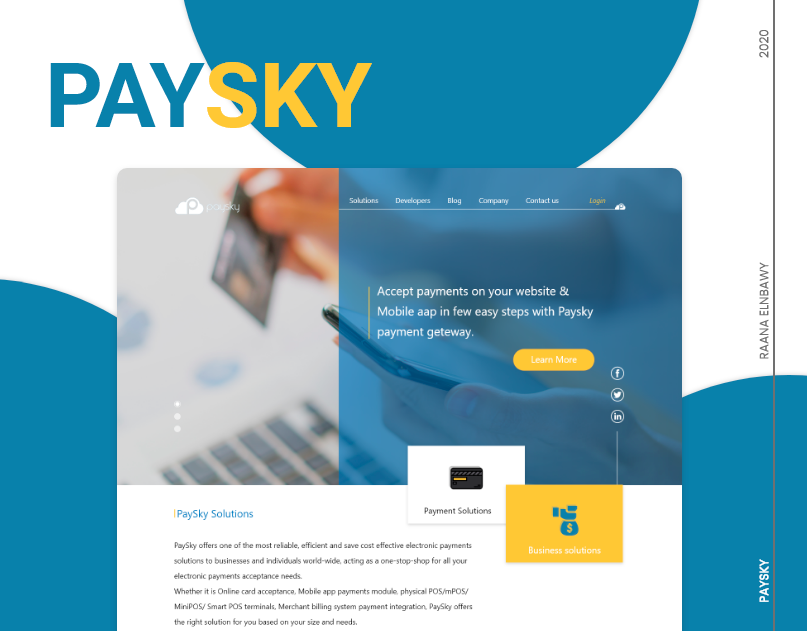 PAYSKY
2020
RAANA ELNBAWY
PAYSKY
paysky
Solutions Developers Blog Company Contact us Login
Accept payments on your website &
Mobile aap in few easy steps with Paysky
payment geteway.
Learn More
Payment Solutions
Business solutions
PaySky Solutions
PaySky offers one of the most reliable, efficient and save cost effective electronic payments
solutions to businesses and individuals world-wide, acting as a one-stop-shop for all your
electronic payments acceptance needs.
Whether it is Online card acceptance, Mobile app payments module, physical POS/mPOS/
MiniPOS/ Smart POS terminals, Merchant billing system payment integration, PaySky offers
the right solution for you based on your size and needs.